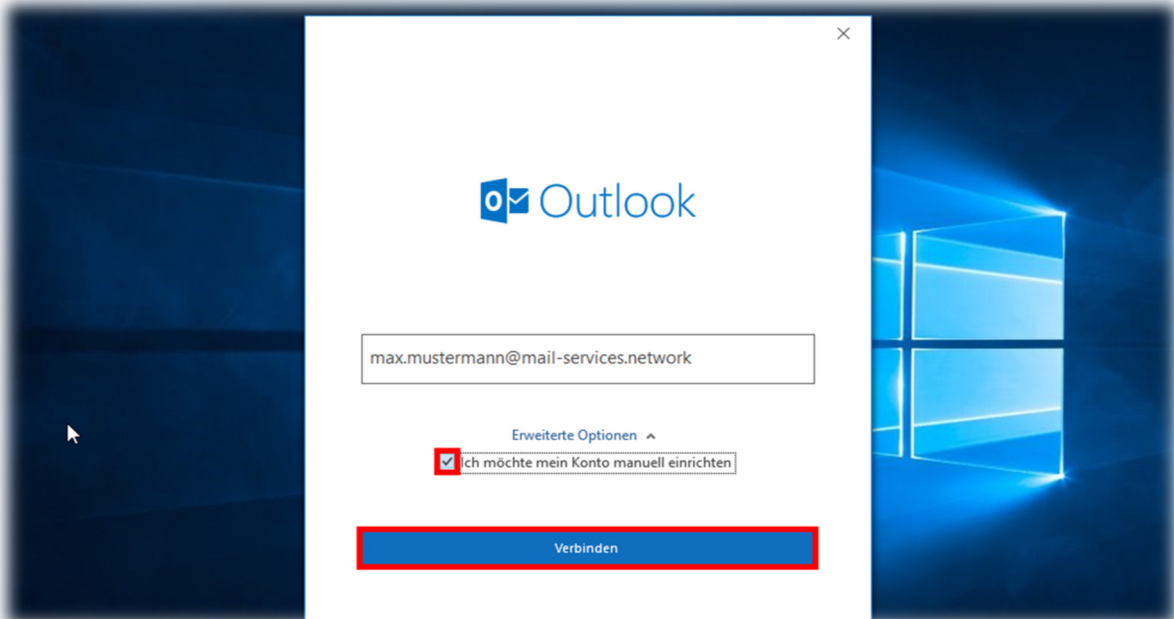 Outlook
max.mustermann@mail-services.network
Erweiterte Optionen
Ich möchte mein Konto manuell einrichten
Verbinden